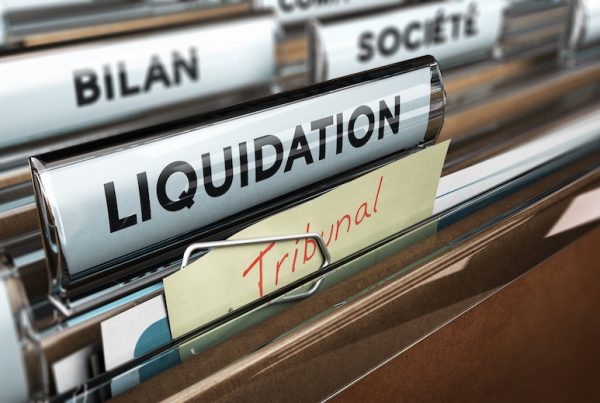 BILAN
SOCIÉTÉ
LIQUIDATION
Tribunal